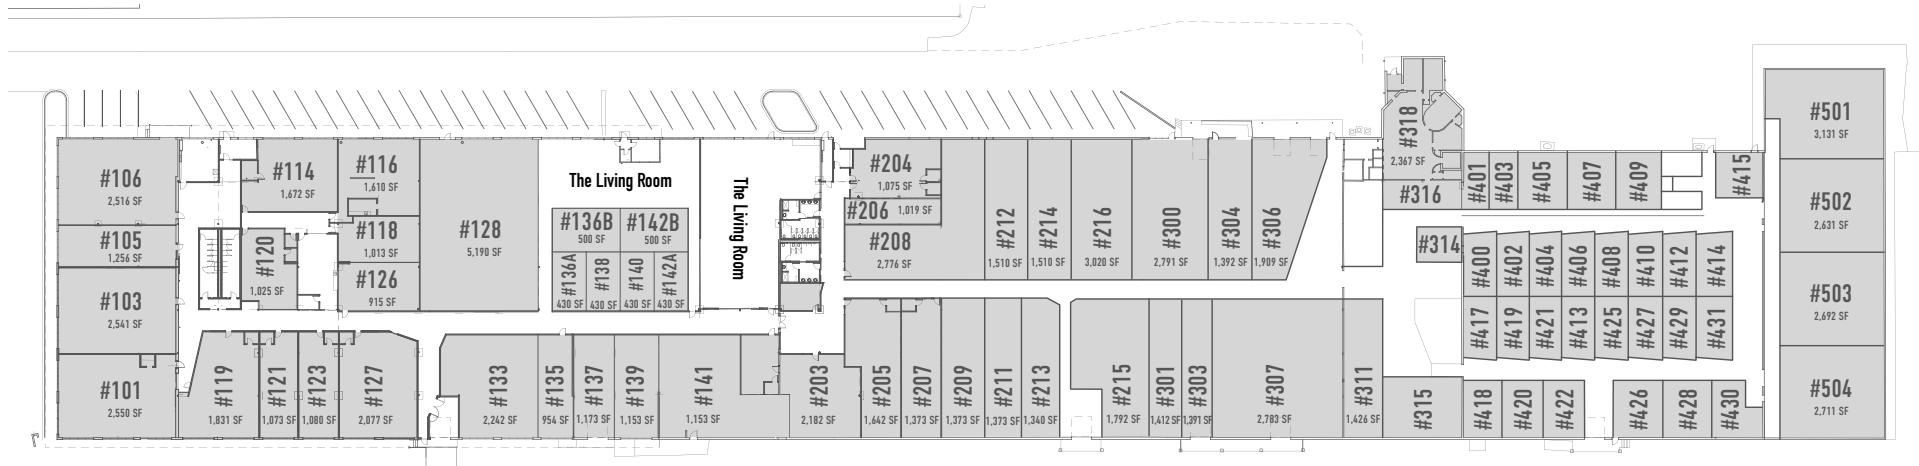 #106
2,516 SF
#105
1,256 SF
#103
2,541 SF
#101
2,550 SF
#114
1,672 SF
#116
1,610 SF
#118
1,013 SF
#120
1,025 SF
#126
915 SF
#128
5,190 SF
The Living Room
#136B
500 SF
#142B
500 SF
#136A
430 SF
#138
430 SF
#140
430 SF
#142A
430 SF
The Living Room
#119
1,831 SF
#121
1,073 SF
#123
1,080 SF
#127
2,077 SF
#133
2,242 SF
#135
954 SF
#137
1,173 SF
#139
1,153 SF
#141
1,153 SF
#204
1,075 SF
#206
1,019 SF
#208
2,776 SF
#212
1,510 SF
#214
1,510 SF
#216
3,020 SF
#300
2,791 SF
#304
1,392 SF
#306
1,909 SF
#203
2,182 SF
#205
1,642 SF
#207
1,373 SF
#209
1,373 SF
#211
1,373 SF
#213
1,340 SF
#215
1,792 SF
#301
1,412 SF
#303
1,391 SF
#307
2,783 SF
#311
1,426 SF
#318
2,367 SF
#316
#314
#315
#401
#403
#405
#407
#409
#415
#400
#402
#404
#406
#408
#410
#412
#414
#417
#419
#421
#413
#425
#427
#429
#431
#418
#420
#422
#426
#428
#430
#501
3,131 SF
#502
2,631 SF
#503
2,692 SF
#504
2,711 SF